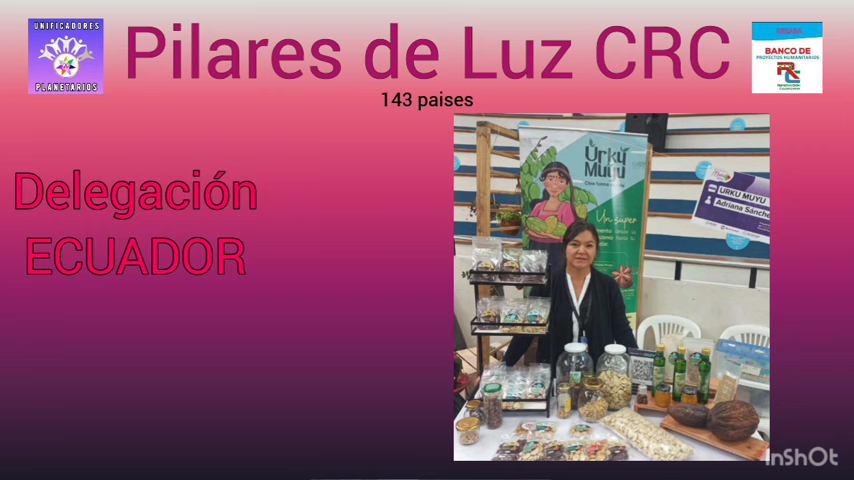 UNIFICADORES
PLANETARIOS
Pilares de Luz CRC
143 paises
BANCO DE
PROYECTOS HUMANITARIOS
Delegación
ECUADOR
Urku
Muyu
Un super
URKU MUYU
Adriana Sánchez
InShOt